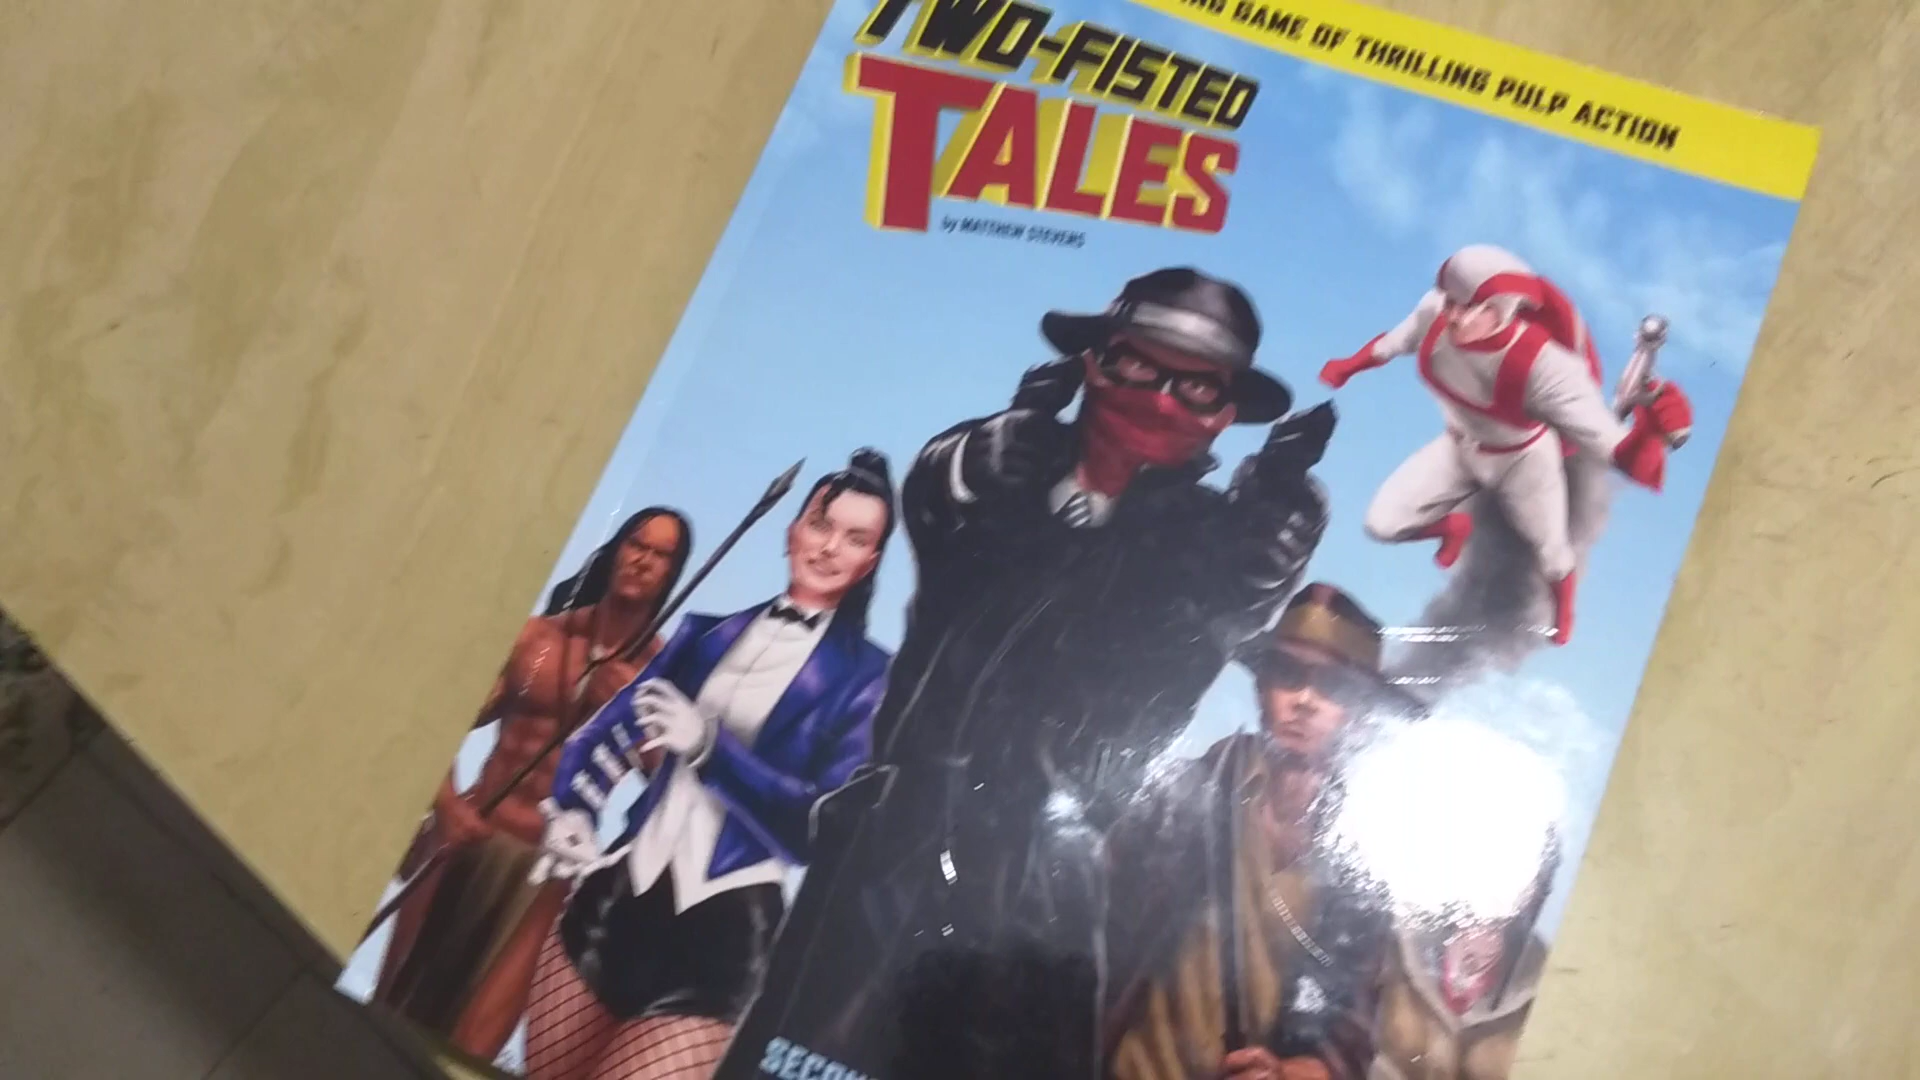 GAME OF THRILLING PULP ACTION
TWO-FISTED
TALES
by MATTHEW STEVENS